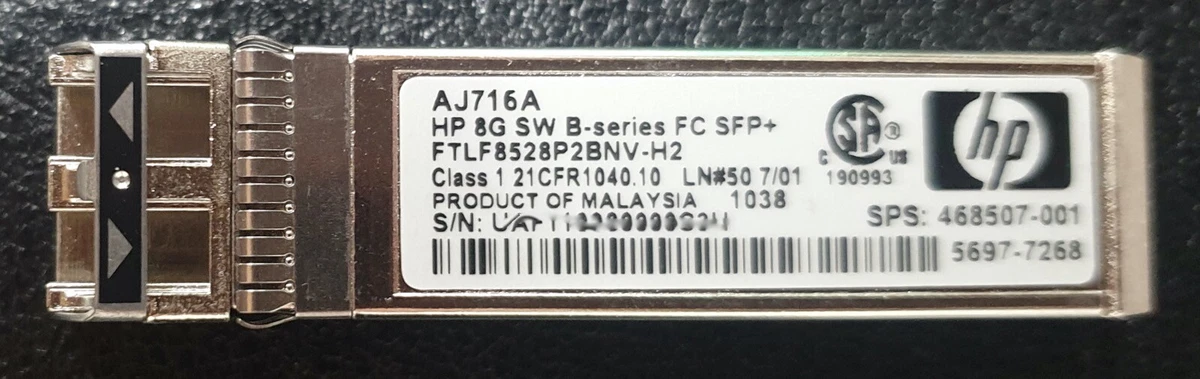 AJ716A
HP 8G SW B-series FC SFP+
FTLF8528P2BNV-H2
Class 1 21CFR1040.10 LN#50 7/01
PRODUCT OF MALAYSIA 1038
S/N:
C SA ® US
190993
hp
SPS: 468507-001
5697-7268